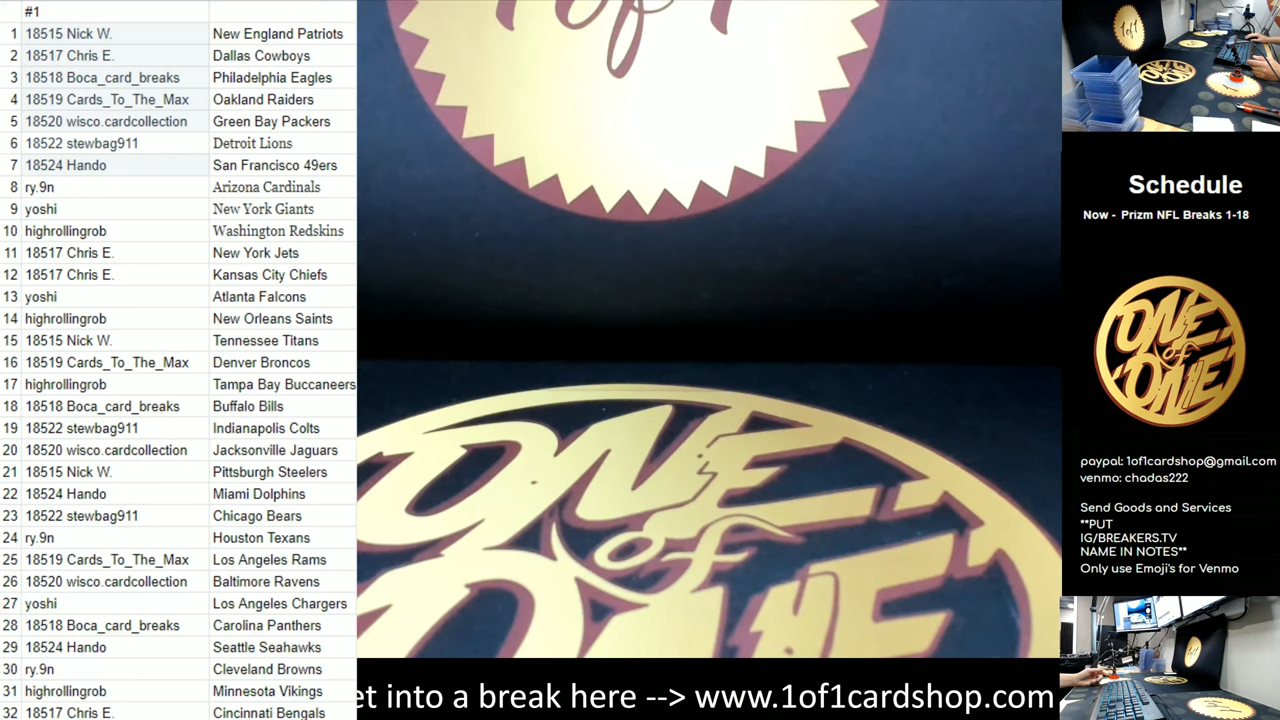 #1
1 18515 Nick W. New England Patriots
2 18517 Chris E. Dallas Cowboys
3 18518 Boca_card_breaks Philadelphia Eagles
4 18519 Cards_To_The_Max Oakland Raiders
5 18520 wisco.cardcollection Green Bay Packers
6 18522 stewbag911 Detroit Lions
7 18524 Hando San Francisco 49ers
8 ry.9n Arizona Cardinals
9 yoshi New York Giants
10 highrollingrob Washington Redskins
11 18517 Chris E. New York Jets
12 18517 Chris E. Kansas City Chiefs
13 yoshi Atlanta Falcons
14 highrollingrob New Orleans Saints
15 18515 Nick W. Tennessee Titans
16 18519 Cards_To_The_Max Denver Broncos
17 highrollingrob Tampa Bay Buccaneers
18 18518 Boca_card_breaks Buffalo Bills
19 18522 stewbag911 Indianapolis Colts
20 18520 wisco.cardcollection Jacksonville Jaguars
21 18515 Nick W. Pittsburgh Steelers
22 18524 Hando Miami Dolphins
23 18522 stewbag911 Chicago Bears
24 ry.9n Houston Texans
25 18519 Cards_To_The_Max Los Angeles Rams
26 18520 wisco.cardcollection Baltimore Ravens
27 yoshi Los Angeles Chargers
28 18518 Boca_card_breaks Carolina Panthers
29 18524 Hando Seattle Seahawks
30 ry.9n Cleveland Browns
31 highrollingrob Minnesota Vikings
32 18517 Chris E. Cincinnati Bengals
1of1
ONE
of
ONE
et into a break here --> www.1of1cardshop.com
1of1
Schedule
Now - Prizm NFL Breaks 1-18
ONE
of
ONE
paypal: 1of1cardshop@gmail.com
venmo: chadas222
Send Goods and Services
**PUT
IG/BREAKERS.TV
NAME IN NOTES**
Only use Emoji's for Venmo